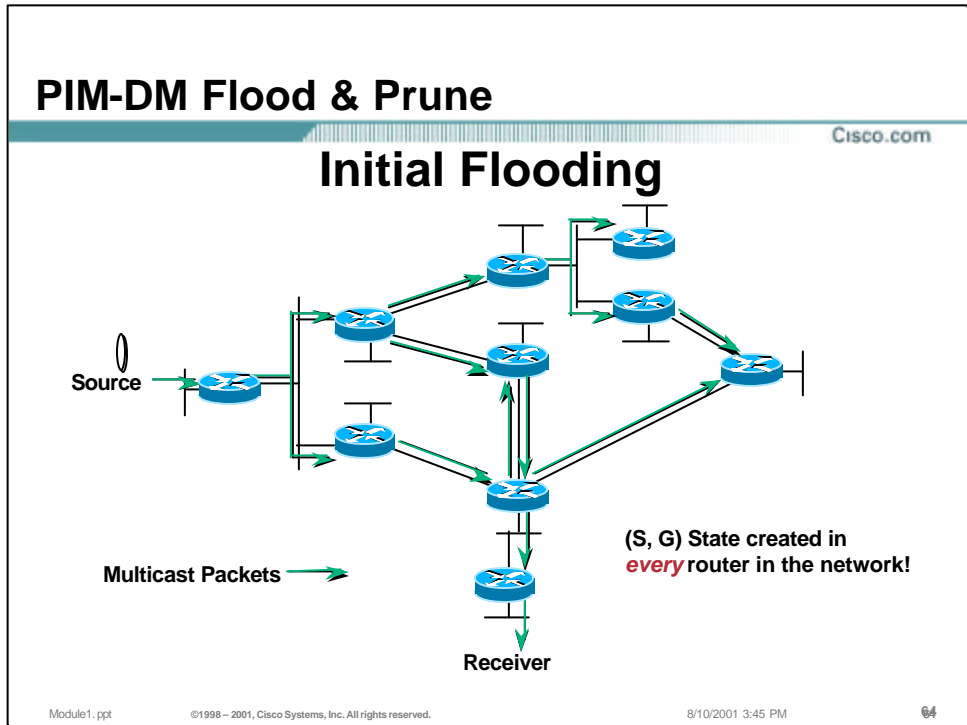 PIM-DM Flood & Prune
Cisco.com
Initial Flooding
Source
(S, G) State created in
every router in the network!
Multicast Packets
Receiver
Module1.ppt ©1998 – 2001, Cisco Systems, Inc. All rights reserved. 8/10/2001 3:45 PM 64